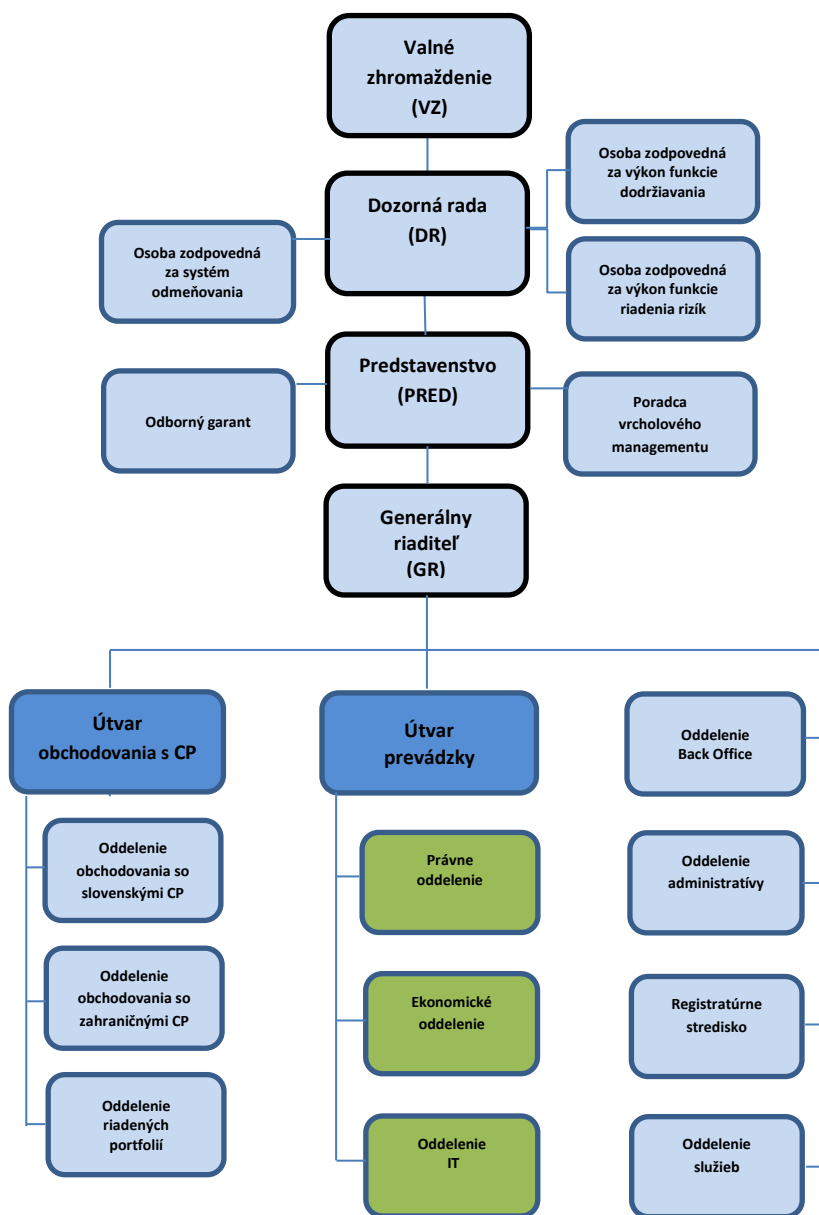 Valné
zhromaždenie
(VZ)
Osoba zodpovedná
za výkon funkcie
dodržiavania
Dozorná rada
(DR)
Osoba zodpovedná
za systém
odmeňovania
Osoba zodpovedná
za výkon funkcie
riadenia rizík
Predstavenstvo
(PRED)
Odborný garant
Poradca
vrcholového
managementu
Generálny
riaditeľ
(GR)
Útvar
obchodovania s CP
Útvar
prevádzky
Oddelenie
Back Office
Oddelenie
obchodovania so
slovenskými CP
Právne
oddelenie
Oddelenie
administratívy
Oddelenie
obchodovania so
zahraničnými CP
Ekonomické
oddelenie
Registratúrne
stredisko
Oddelenie
riadených
portfolií
Oddelenie
IT
Oddelenie
služieb